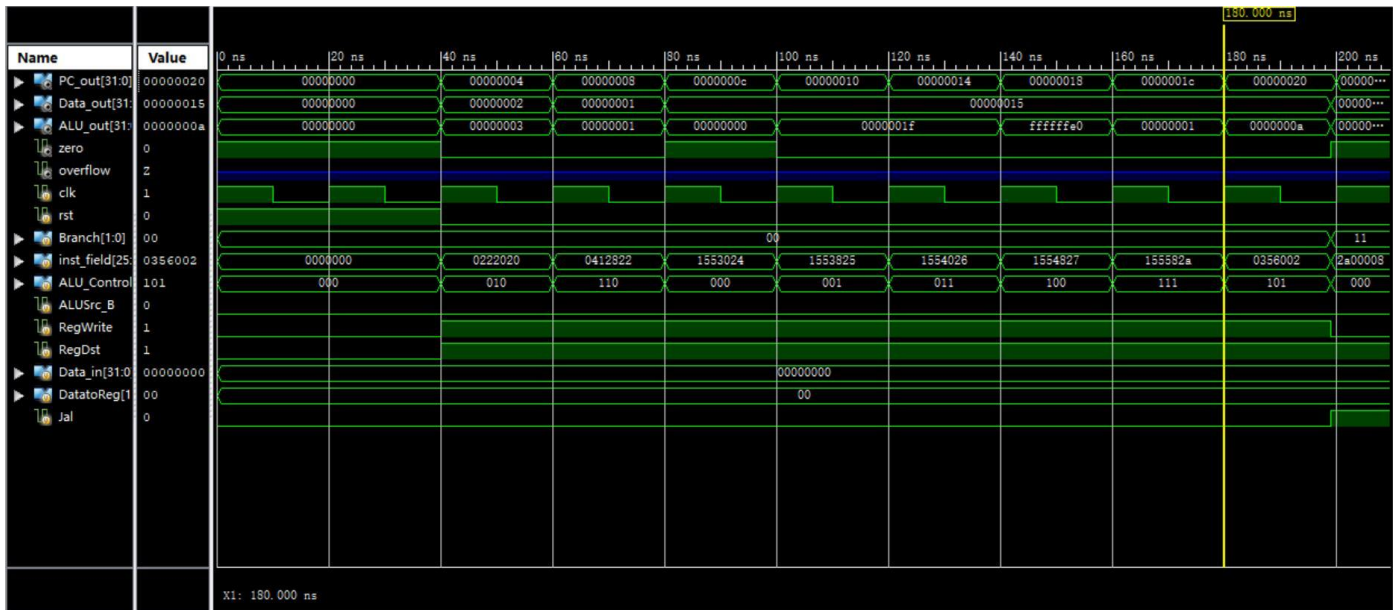 180.000 ns
Name Value 0 ns 20 ns 40 ns 60 ns 80 ns 100 ns 120 ns 140 ns 160 ns 180 ns 200 ns
PC_out[31:0] 00000020 00000000 00000004 00000008 0000000c 00000010 00000014 00000018 0000001c 00000020 00000···
Data_out[31: 00000015 00000000 00000002 00000001 00000015 00000···
ALU_out[31: 0000000a 00000000 00000003 00000001 00000000 0000001f ffffffe0 00000001 0000000a 00000···
zero 0
overflow Z
clk 1
rst 0
Branch[1:0] 00 00 11
inst_field[25: 0356002 0000000 0222020 0412822 1553024 1553825 1554026 1554827 155582a 0356002 2a00008
ALU_Control 101 000 010 110 000 001 011 100 111 101 000
ALUSrc_B 0
RegWrite 1
RegDst 1
Data_in[31:0 00000000 00000000
DatatoReg[1 00 00
Jal 0
X1: 180.000 ns